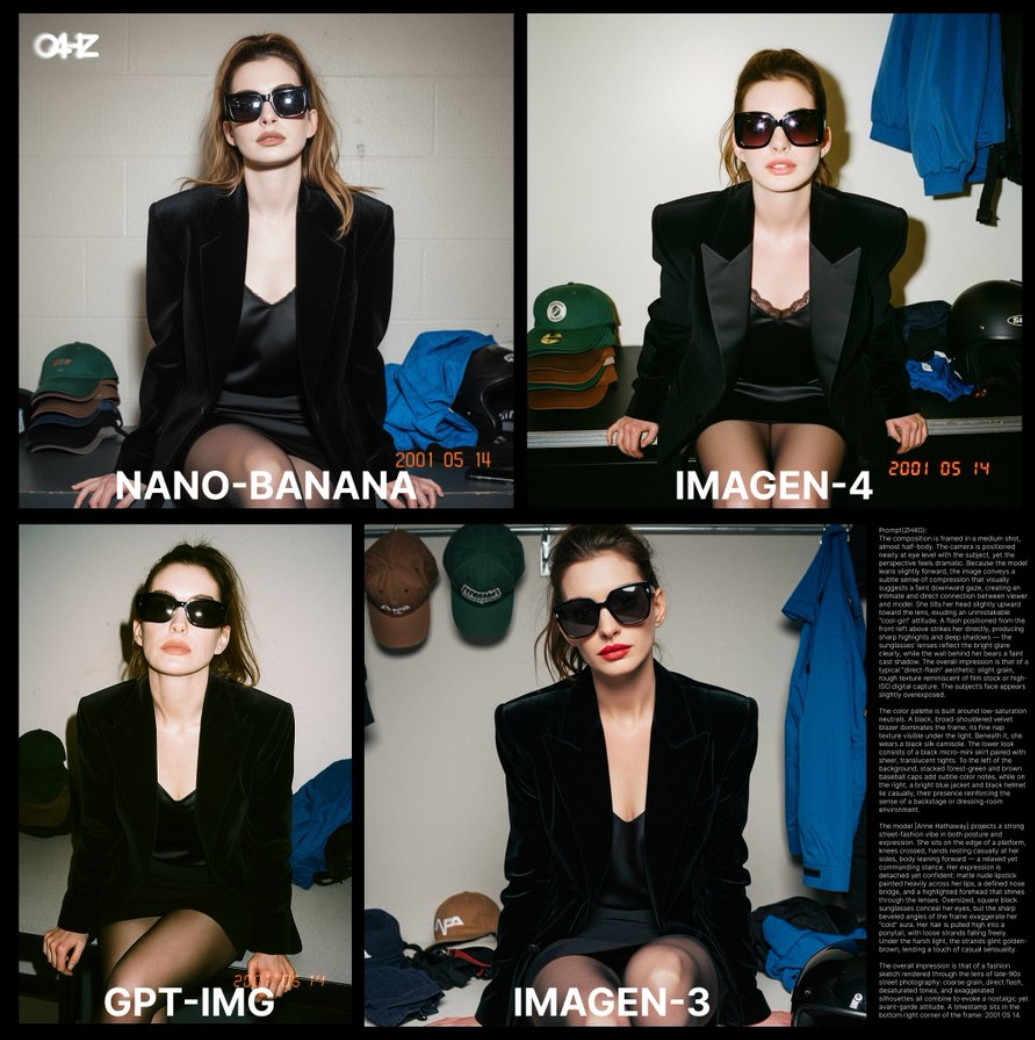 O4HZ
2001 05 14
NANO-BANANA
2001 05 14
IMAGEN-4
GPT-IMG
IMAGEN-3
Prompt(ZH4O):
The composition is framed in a medium shot,
almost half-body. The camera is positioned
nearly at eye level with the subject, yet the
perspective feels dramatic. Because the model
leans slightly forward, the image conveys a
subtle sense of compression that visually
suggests a faint downward gaze, creating an
intimate and direct connection between viewer
and model. She tilts her head slightly upward
toward the lens, exuding an unmistakable
"cool-girl" attitude. A flash positioned from the
front-left above strikes her directly, producing
sharp highlights and deep shadows — the
sunglasses' lenses reflect the bright glare
clearly, while the wall behind her bears a faint
cast shadow. The overall impression is that of a
typical "direct-flash" aesthetic: slight grain,
rough texture reminiscent of film stock or high-
ISO digital capture. The subject's face appears
slightly overexposed.
The color palette is built around low-saturation
neutrals. A black, broad-shouldered velvet
blazer dominates the frame, its fine nap
texture visible under the light. Beneath it, she
wears a black silk camisole. The lower look
consists of a black micro-mini skirt paired with
sheer, translucent tights. To the left of the
background, stacked forest-green and brown
baseball caps add subtle color notes, while on
the right, a bright blue jacket and black helmet
lie casually, their presence reinforcing the
sense of a backstage or dressing-room
environment.
The model [Anne Hathaway] projects a strong
street-fashion vibe in both posture and
expression. She sits on the edge of a platform,
knees crossed, hands resting casually at her
sides, body leaning forward — a relaxed yet
commanding stance. Her expression is
detached yet confident: matte nude lipstick
painted heavily across her lips, a defined nose
bridge, and a highlighted forehead that shines
through the lenses. Oversized, square black
sunglasses conceal her eyes, but the sharp
beveled angles of the frame exaggerate her
"cold" aura. Her hair is pulled high into a
ponytail, with loose strands falling freely.
Under the harsh light, the strands glint golden-
brown, lending a touch of casual sensuality.
The overall impression is that of a fashion
sketch rendered through the lens of late-90s
street photography: coarse grain, direct flash,
desaturated tones, and exaggerated
silhouettes all combine to evoke a nostalgic yet
avant-garde attitude. A timestamp sits in the
bottom right corner of the frame: 2001 05 14.